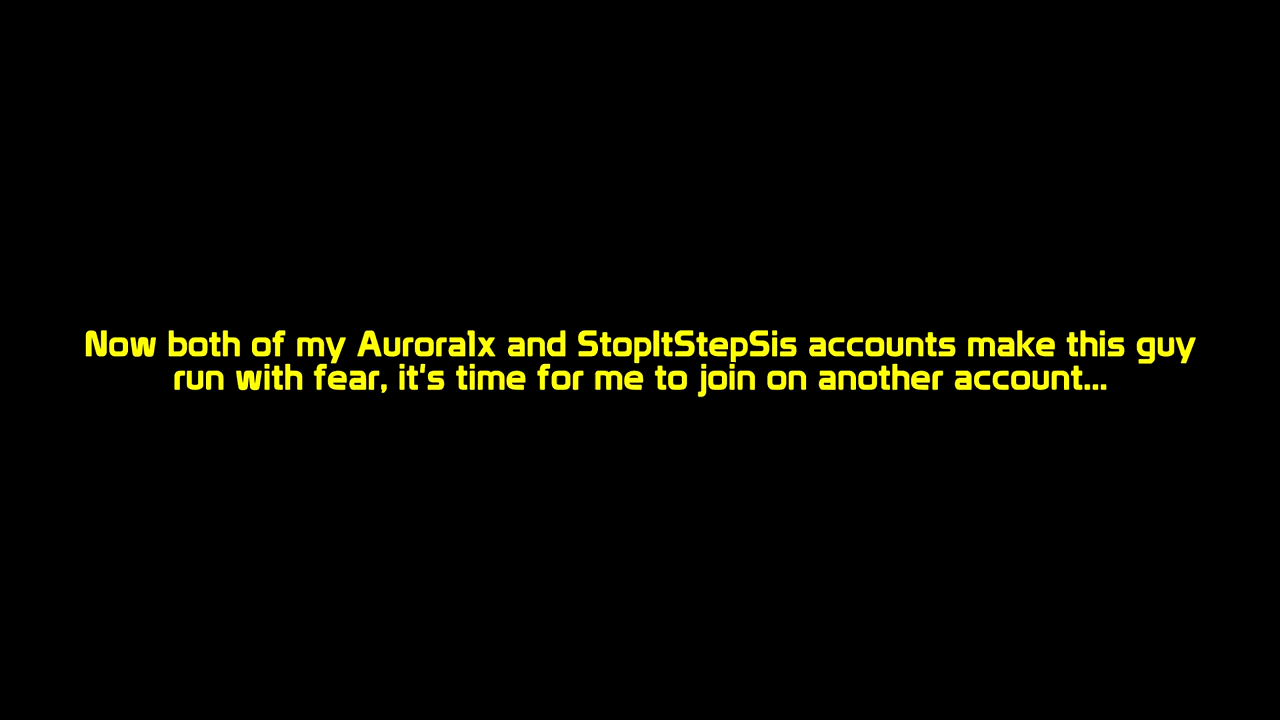 Now both of my Aurora1x and StopItStepSis accounts make this guy
run with fear, it's time for me to join on another account...